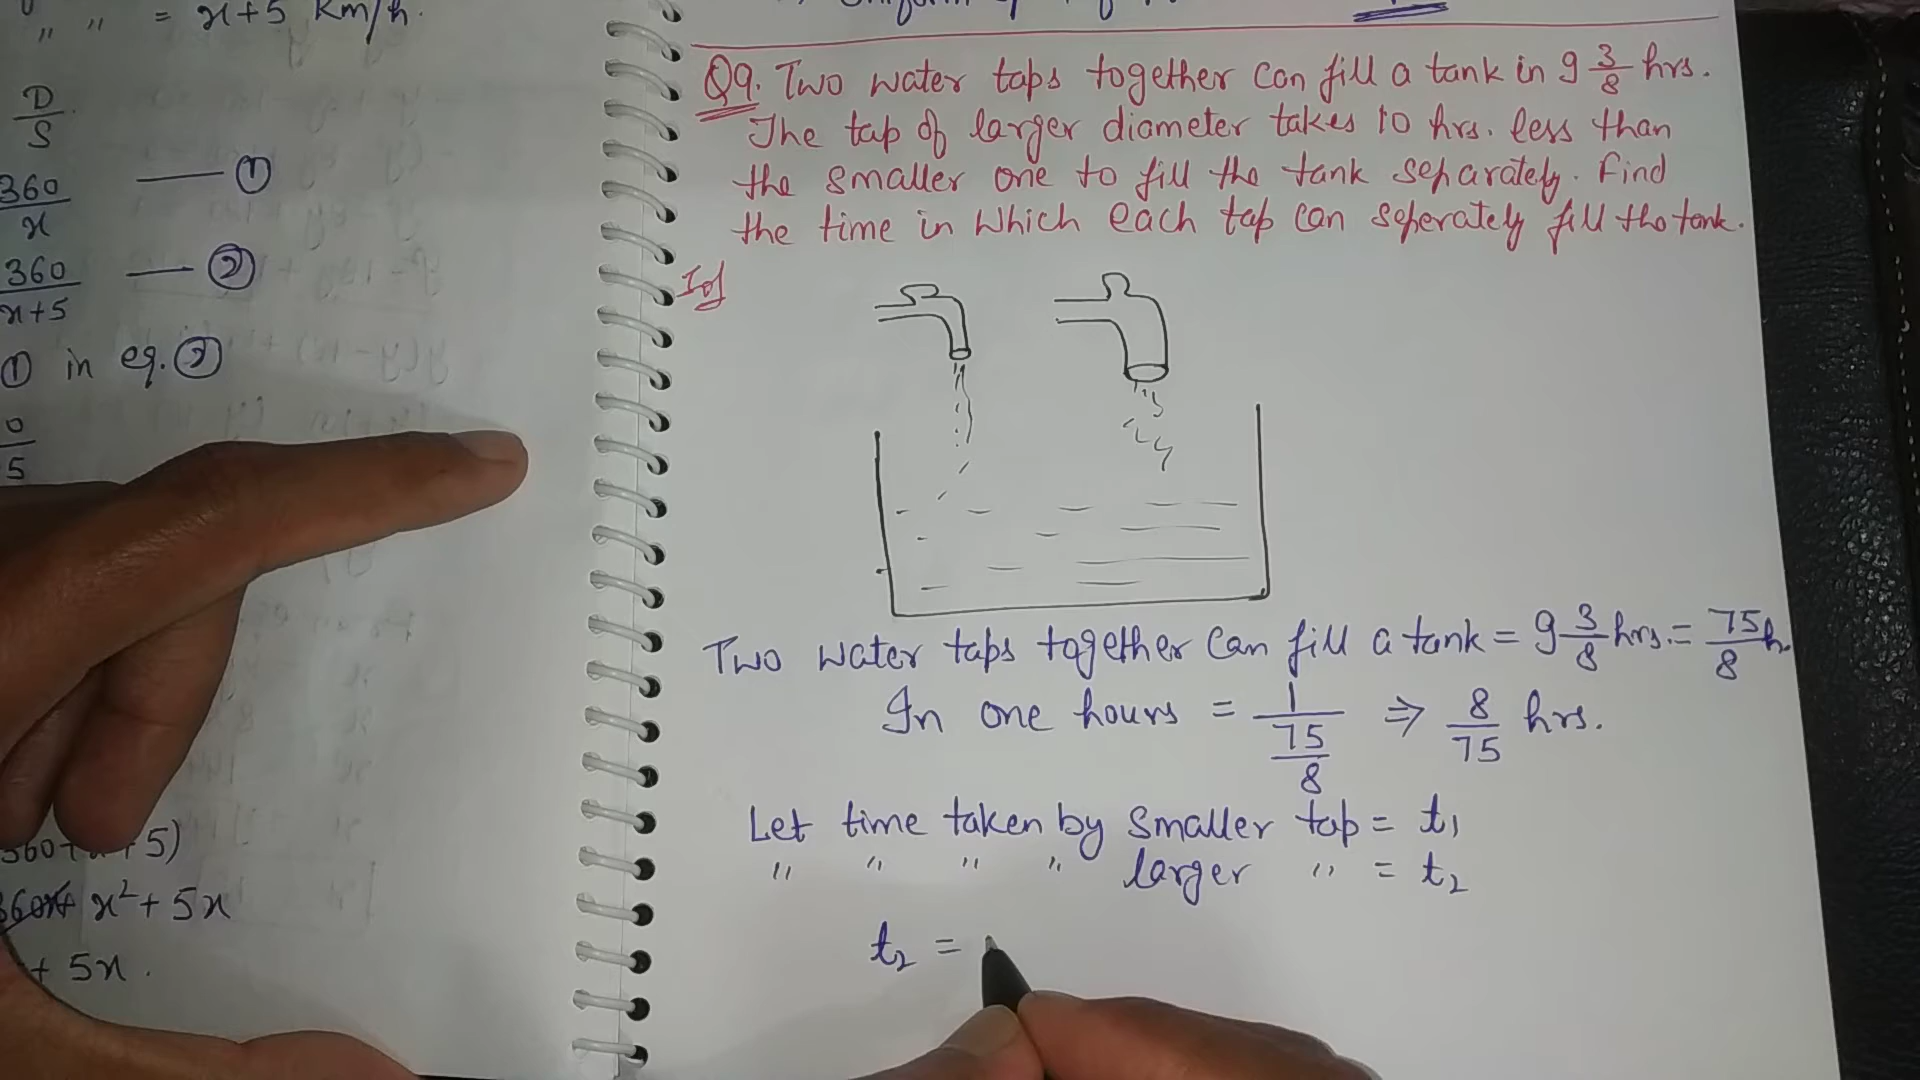 " " = x+5 Km/h.
D/S
360/x —— ①
360/x+5 — ②
① in eq. ②
0/5
360+x+5)
x² + 5x
+ 5x .
Q9. Two water taps together can fill a tank in 9 3/8 hrs.
The tap of larger diameter takes 10 hrs. less than
the smaller one to fill the tank separately. Find
the time in which each tap can seperately fill the tank.
Two water taps together can fill a tank = 9 3/8 hrs. = 75/8 h.
In one hours = 1/(75/8) ⇒ 8/75 hrs.
Let time taken by smaller tap = t₁
" " " " larger " = t₂
t₂ =